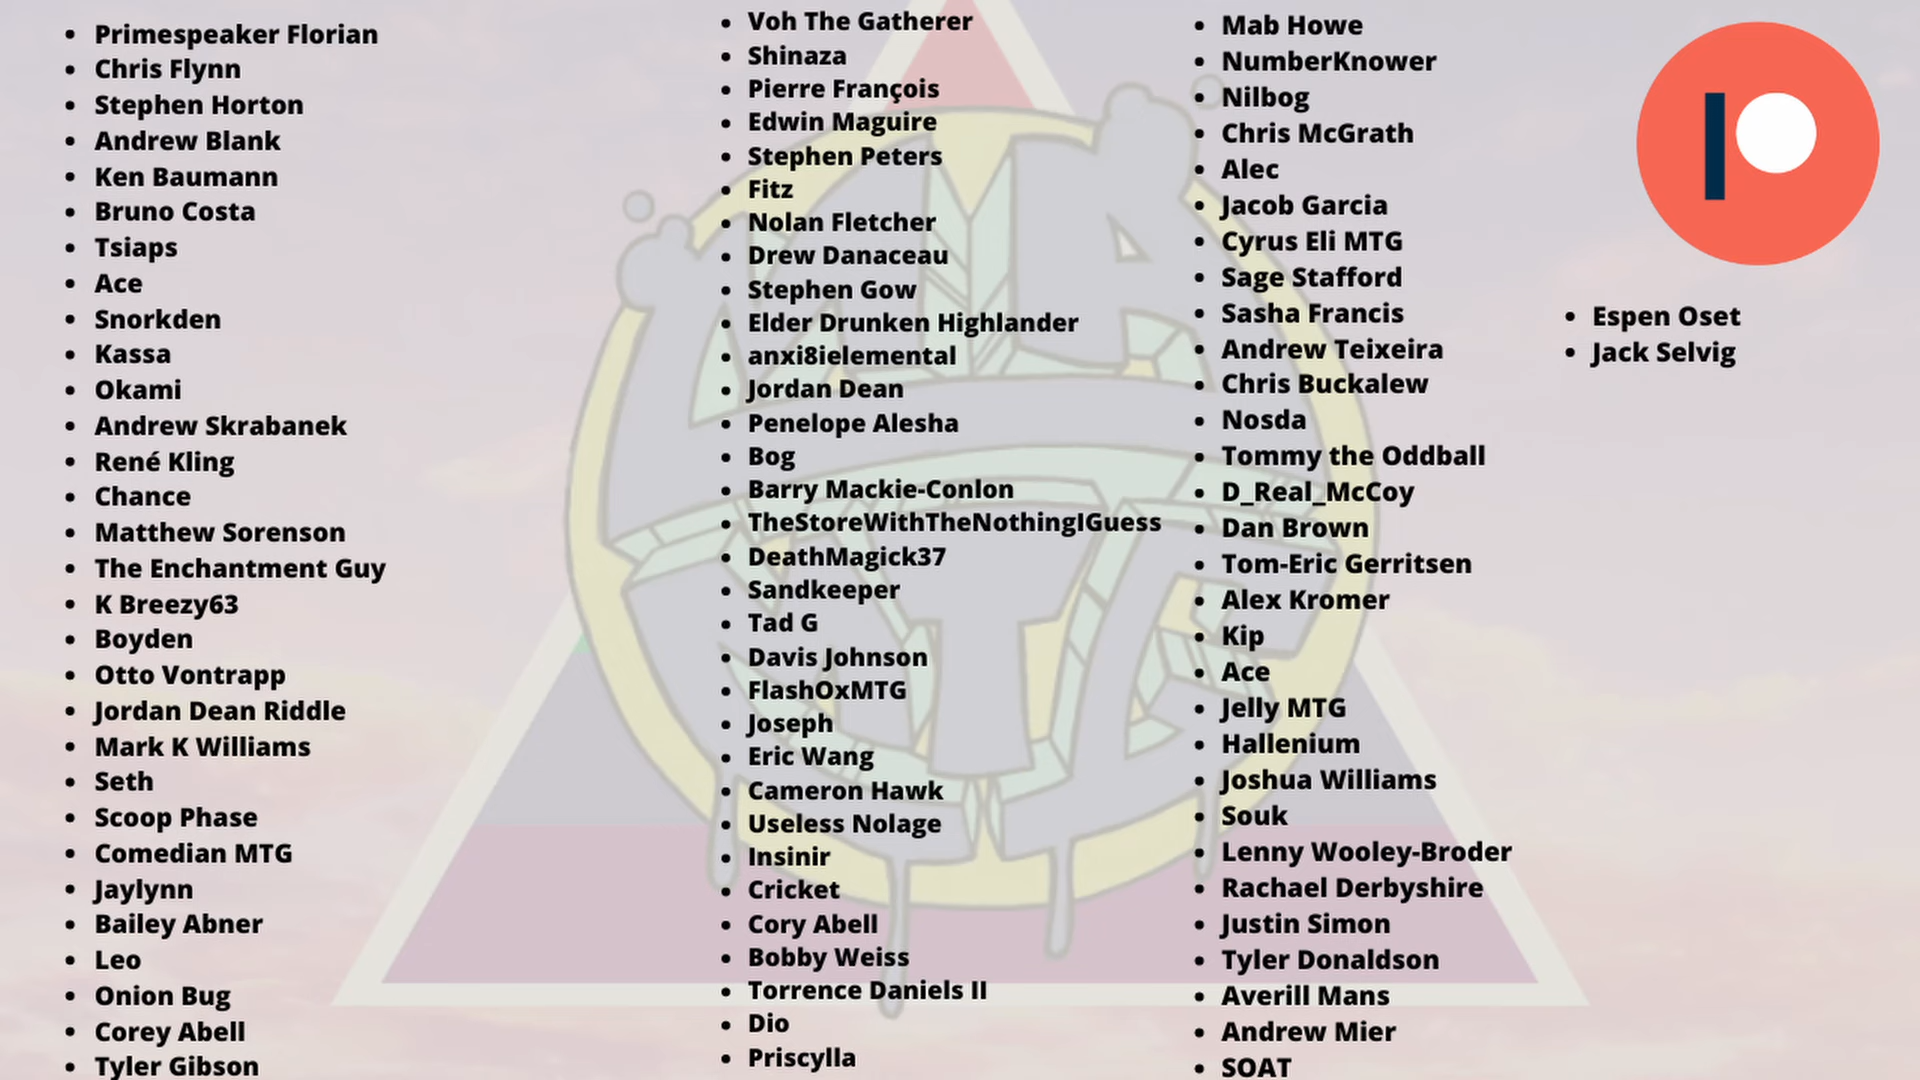 Primespeaker Florian
Chris Flynn
Stephen Horton
Andrew Blank
Ken Baumann
Bruno Costa
Tsiaps
Ace
Snorkden
Kassa
Okami
Andrew Skrabanek
René Kling
Chance
Matthew Sorenson
The Enchantment Guy
K Breezy63
Boyden
Otto Vontrapp
Jordan Dean Riddle
Mark K Williams
Seth
Scoop Phase
Comedian MTG
Jaylynn
Bailey Abner
Leo
Onion Bug
Corey Abell
Tyler Gibson
Voh The Gatherer
Shinaza
Pierre François
Edwin Maguire
Stephen Peters
Fitz
Nolan Fletcher
Drew Danaceau
Stephen Gow
Elder Drunken Highlander
anxi8ielemental
Jordan Dean
Penelope Alesha
Bog
Barry Mackie-Conlon
TheStoreWithTheNothingIGuess
DeathMagick37
Sandkeeper
Tad G
Davis Johnson
FlashOxMTG
Joseph
Eric Wang
Cameron Hawk
Useless Nolage
Insinir
Cricket
Cory Abell
Bobby Weiss
Torrence Daniels II
Dio
Priscylla
Mab Howe
NumberKnower
Nilbog
Chris McGrath
Alec
Jacob Garcia
Cyrus Eli MTG
Sage Stafford
Sasha Francis
Andrew Teixeira
Chris Buckalew
Nosda
Tommy the Oddball
D_Real_McCoy
Dan Brown
Tom-Eric Gerritsen
Alex Kromer
Kip
Ace
Jelly MTG
Hallenium
Joshua Williams
Souk
Lenny Wooley-Broder
Rachael Derbyshire
Justin Simon
Tyler Donaldson
Averill Mans
Andrew Mier
SOAT
Espen Oset
Jack Selvig